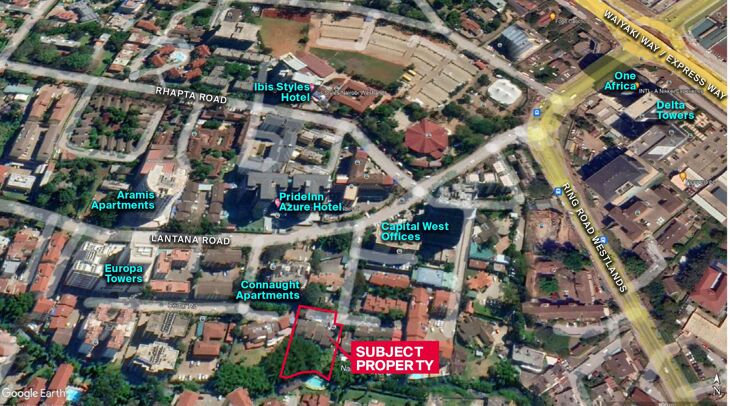 WAIYAKI WAY / EXPRESS WAY
One
Africa
Delta
Towers
Ibis Styles
Hotel
RHAPTA ROAD
Aramis
Apartments
PrideInn
Azure Hotel
Capital West
Offices
LANTANA ROAD
RING ROAD WESTLANDS
Europa
Towers
Connaught
Apartments
SUBJECT
PROPERTY
Google Earth
N